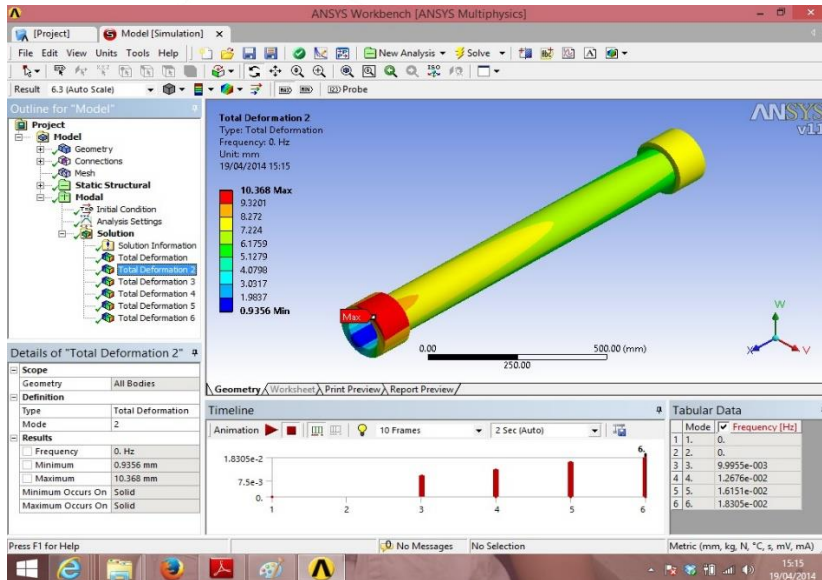 ANSYS Workbench [ANSYS Multiphysics]
[Project] Model [Simulation]
File Edit View Units Tools Help New Analysis Solve
Result 6.3 (Auto Scale) Probe
Outline for "Model"
Project
Model
Geometry
Connections
Mesh
Static Structural
Modal
Initial Condition
Analysis Settings
Solution
Solution Information
Total Deformation
Total Deformation 2
Total Deformation 3
Total Deformation 4
Total Deformation 5
Total Deformation 6
Total Deformation 2
Type: Total Deformation
Frequency: 0. Hz
Unit: mm
19/04/2014 15:15
10.368 Max
9.3201
8.272
7.224
6.1759
5.1279
4.0798
3.0317
1.9837
0.9356 Min
ANSYS
v11
Max
0.00 500.00 (mm)
250.00
W
X V
Geometry Worksheet Print Preview Report Preview
Details of "Total Deformation 2"
Scope
Geometry All Bodies
Definition
Type Total Deformation
Mode 2
Results
Frequency 0. Hz
Minimum 0.9356 mm
Maximum 10.368 mm
Minimum Occurs On Solid
Maximum Occurs On Solid
Timeline
Animation 10 Frames 2 Sec (Auto)
1.8305e-2
7.5e-3
0.
6.
1 2 3 4 5 6
Tabular Data
Mode Frequency [Hz]
1 1. 0.
2 2. 0.
3 3. 9.9955e-003
4 4. 1.2676e-002
5 5. 1.6151e-002
6 6. 1.8305e-002
Press F1 for Help No Messages No Selection Metric (mm, kg, N, °C, s, mV, mA)
15:15
19/04/2014